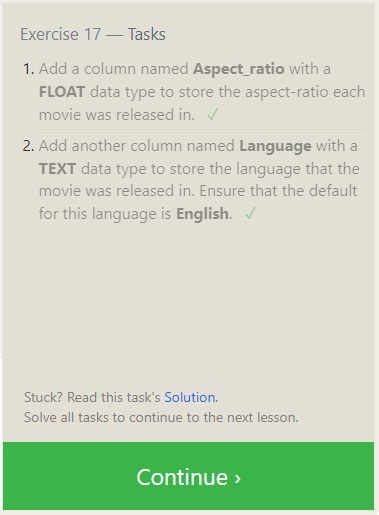 Exercise 17 — Tasks
1. Add a column named Aspect_ratio with a
FLOAT data type to store the aspect-ratio each
movie was released in. ✓
2. Add another column named Language with a
TEXT data type to store the language that the
movie was released in. Ensure that the default
for this language is English. ✓
Stuck? Read this task's Solution.
Solve all tasks to continue to the next lesson.
Continue ›